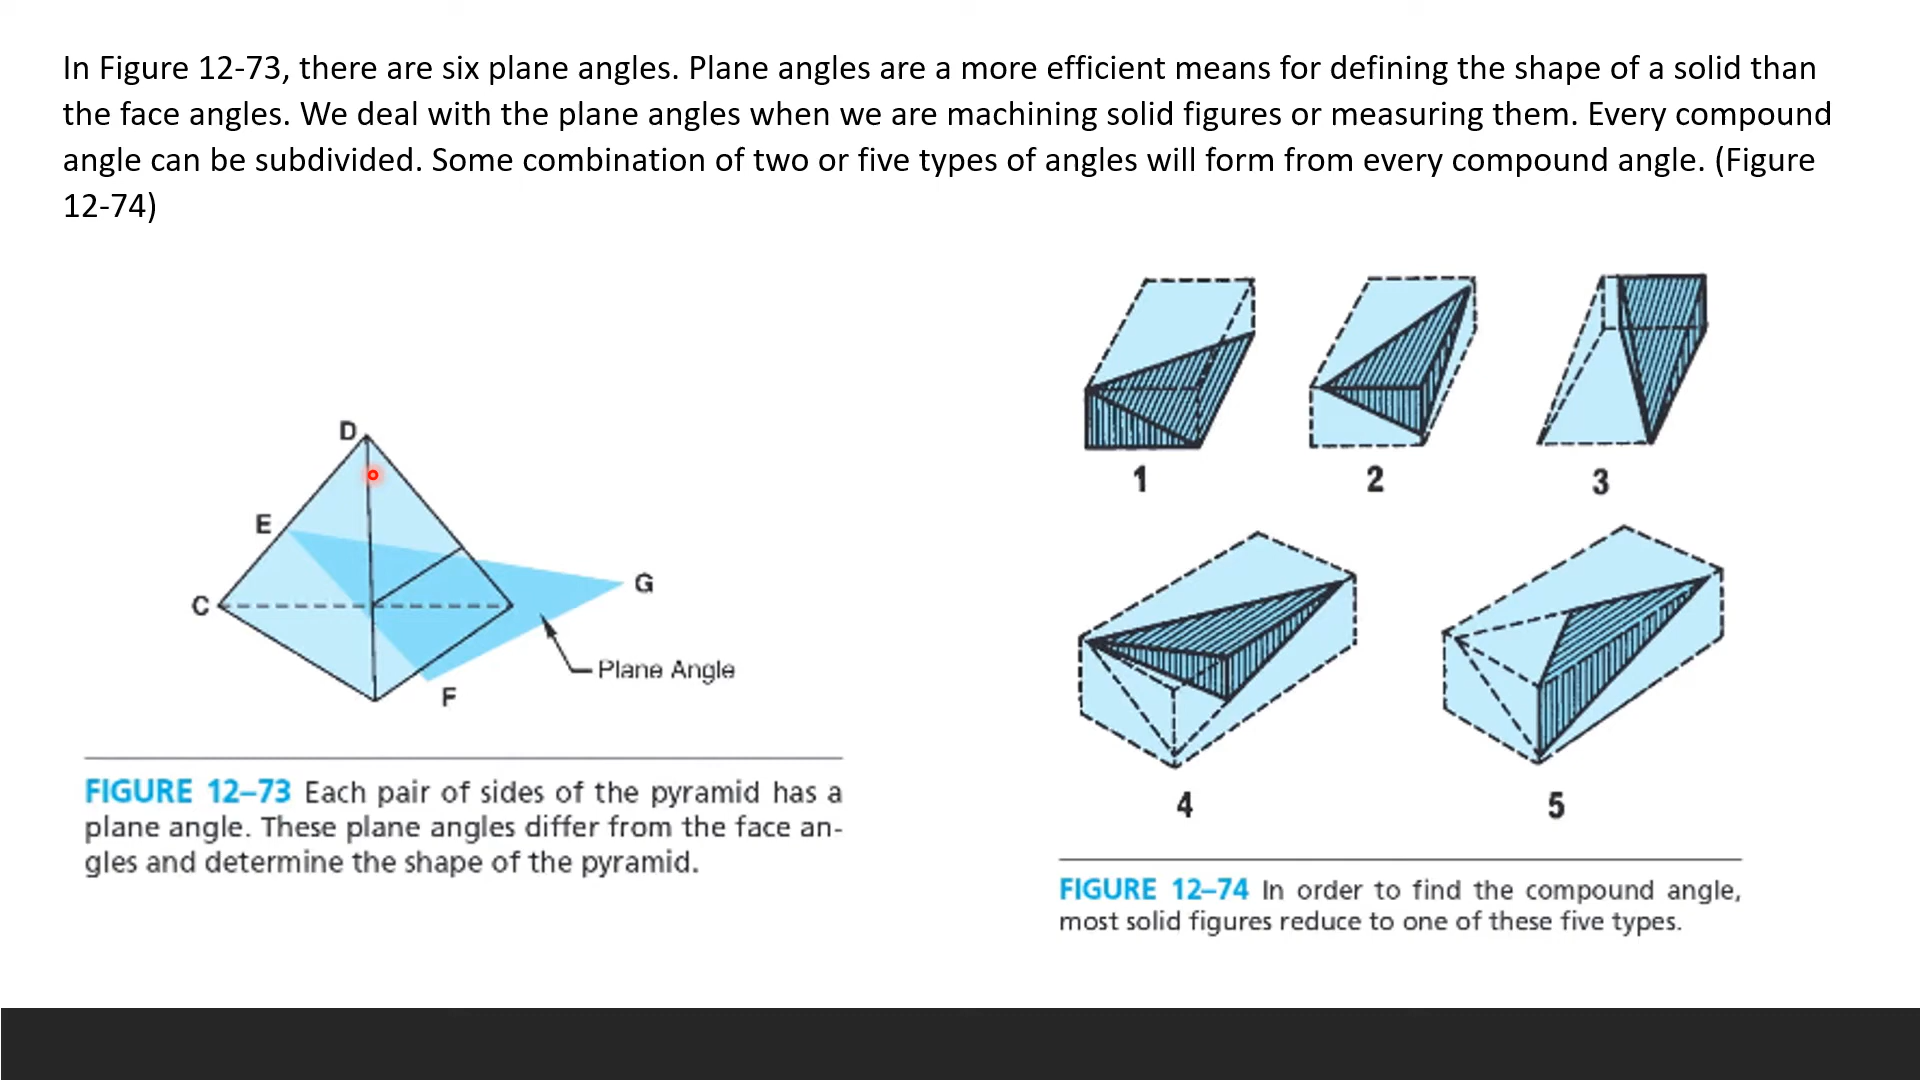 In Figure 12-73, there are six plane angles. Plane angles are a more efficient means for defining the shape of a solid than
the face angles. We deal with the plane angles when we are machining solid figures or measuring them. Every compound
angle can be subdivided. Some combination of two or five types of angles will form from every compound angle. (Figure
12-74)
D
E
C
G
Plane Angle
F
FIGURE 12–73 Each pair of sides of the pyramid has a
plane angle. These plane angles differ from the face an-
gles and determine the shape of the pyramid.
1
2
3
4
5
FIGURE 12–74 In order to find the compound angle,
most solid figures reduce to one of these five types.